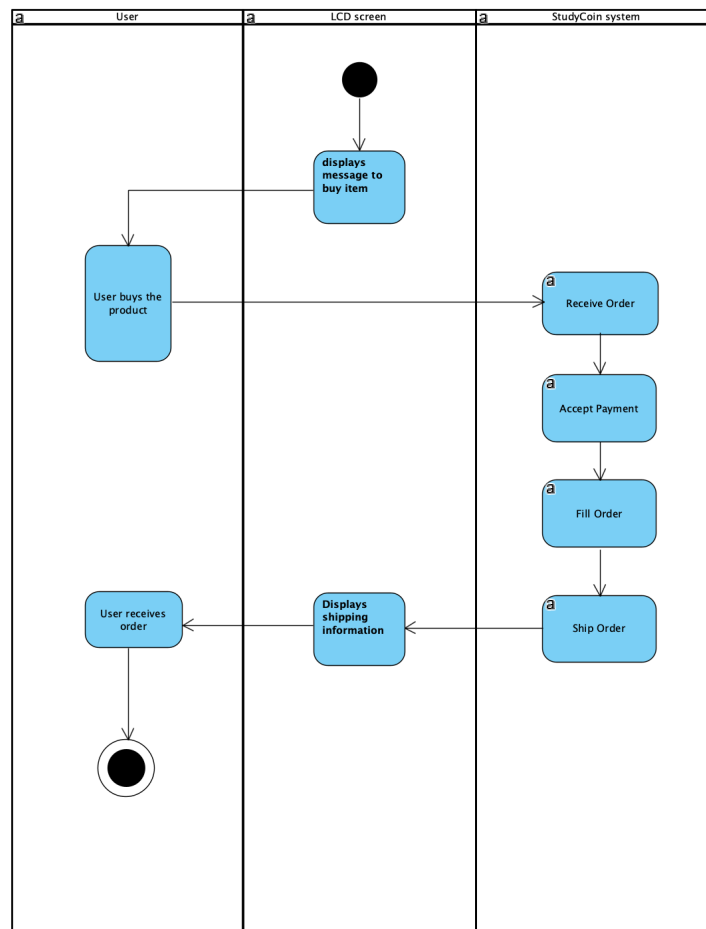 a User
a LCD screen
a StudyCoin system
displays
message to
buy item
User buys the
product
a
Receive Order
a
Accept Payment
a
Fill Order
a
Ship Order
Displays
shipping
information
User receives
order